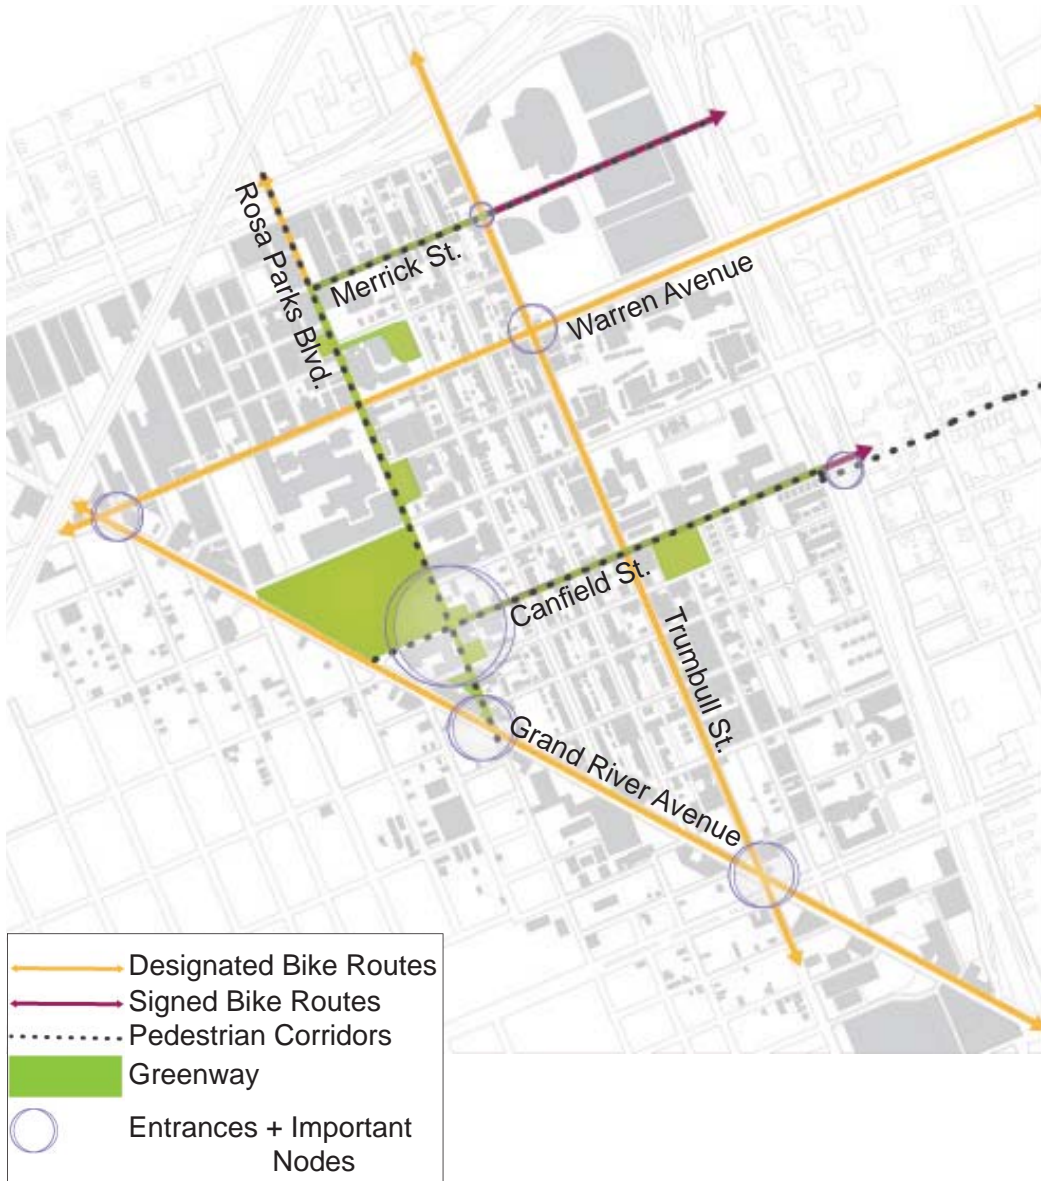 Rosa Parks Blvd.
Merrick St.
Warren Avenue
Canfield St.
Trumbull St.
Grand River Avenue
Designated Bike Routes
Signed Bike Routes
Pedestrian Corridors
Greenway
Entrances + Important
Nodes